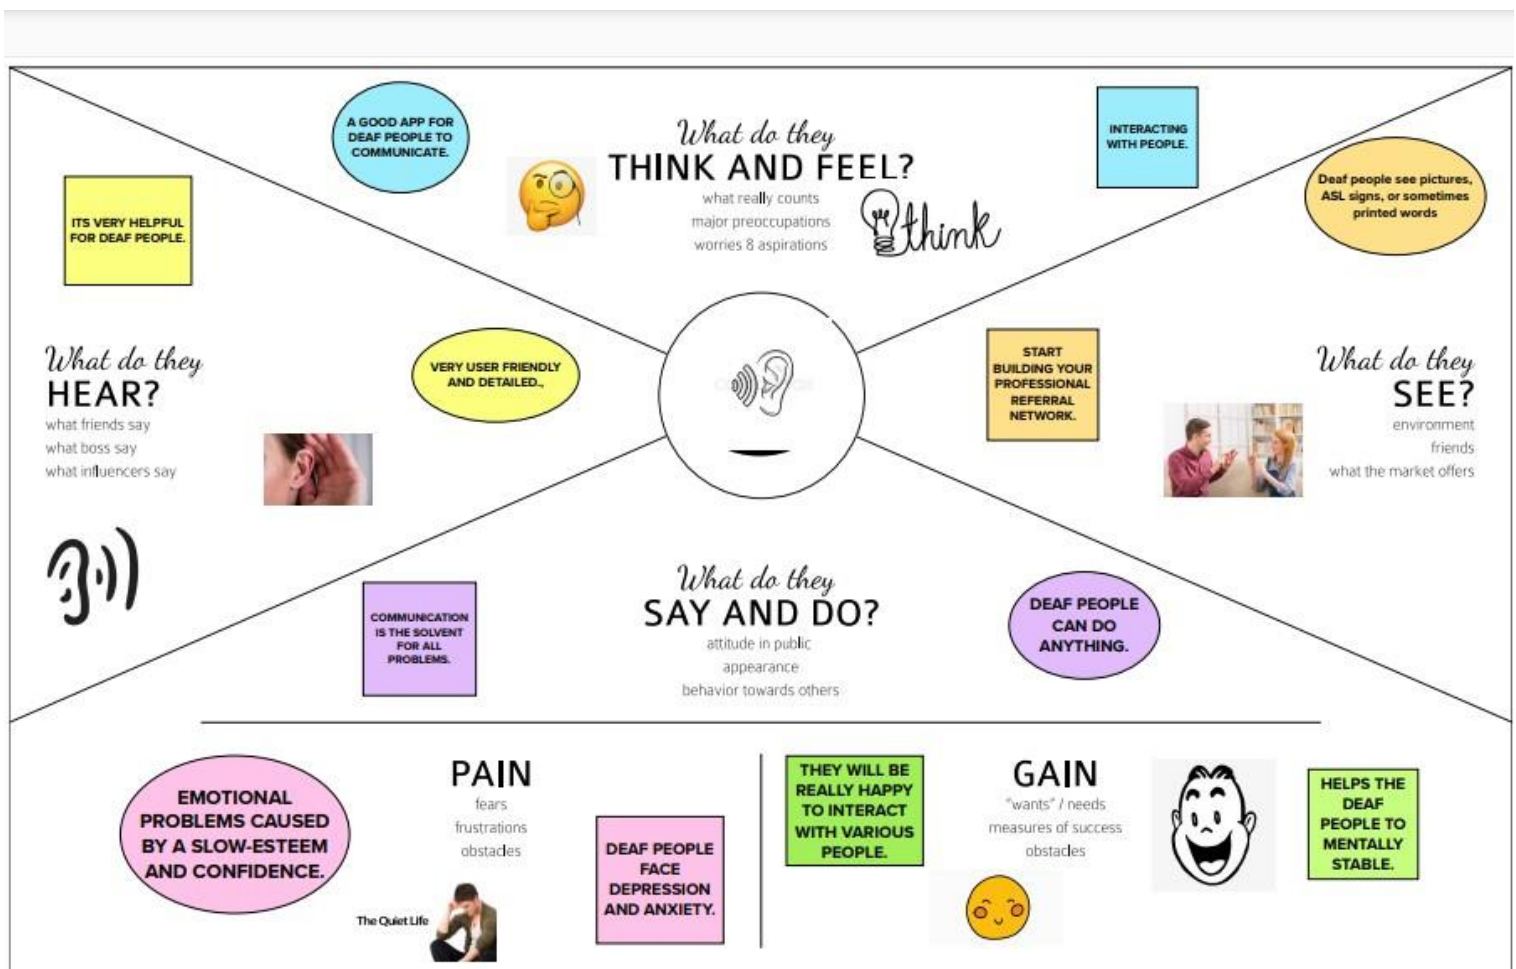 A GOOD APP FOR
DEAF PEOPLE TO
COMMUNICATE.
What do they
THINK AND FEEL?
what really counts
major preoccupations
worries & aspirations
think
INTERACTING
WITH PEOPLE.
ITS VERY HELPFUL
FOR DEAF PEOPLE.
What do they
HEAR?
what friends say
what boss say
what influencers say
VERY USER FRIENDLY
AND DETAILED.,
Deaf people see pictures,
ASL signs, or sometimes
printed words
START
BUILDING YOUR
PROFESSIONAL
REFERRAL
NETWORK.
What do they
SEE?
environment
friends
what the market offers
COMMUNICATION
IS THE SOLVENT
FOR ALL
PROBLEMS.
What do they
SAY AND DO?
attitude in public
appearance
behavior towards others
DEAF PEOPLE
CAN DO
ANYTHING.
EMOTIONAL
PROBLEMS CAUSED
BY A SLOW-ESTEEM
AND CONFIDENCE.
PAIN
fears
frustrations
obstacles
The Quiet Life
DEAF PEOPLE
FACE
DEPRESSION
AND ANXIETY.
THEY WILL BE
REALLY HAPPY
TO INTERACT
WITH VARIOUS
PEOPLE.
GAIN
"wants" / needs
measures of success
obstacles
HELPS THE
DEAF
PEOPLE TO
MENTALLY
STABLE.